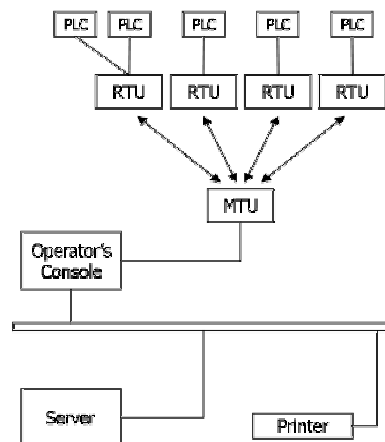 PLC PLC PLC PLC PLC
RTU RTU RTU RTU
MTU
Operator's
Console
Server
Printer